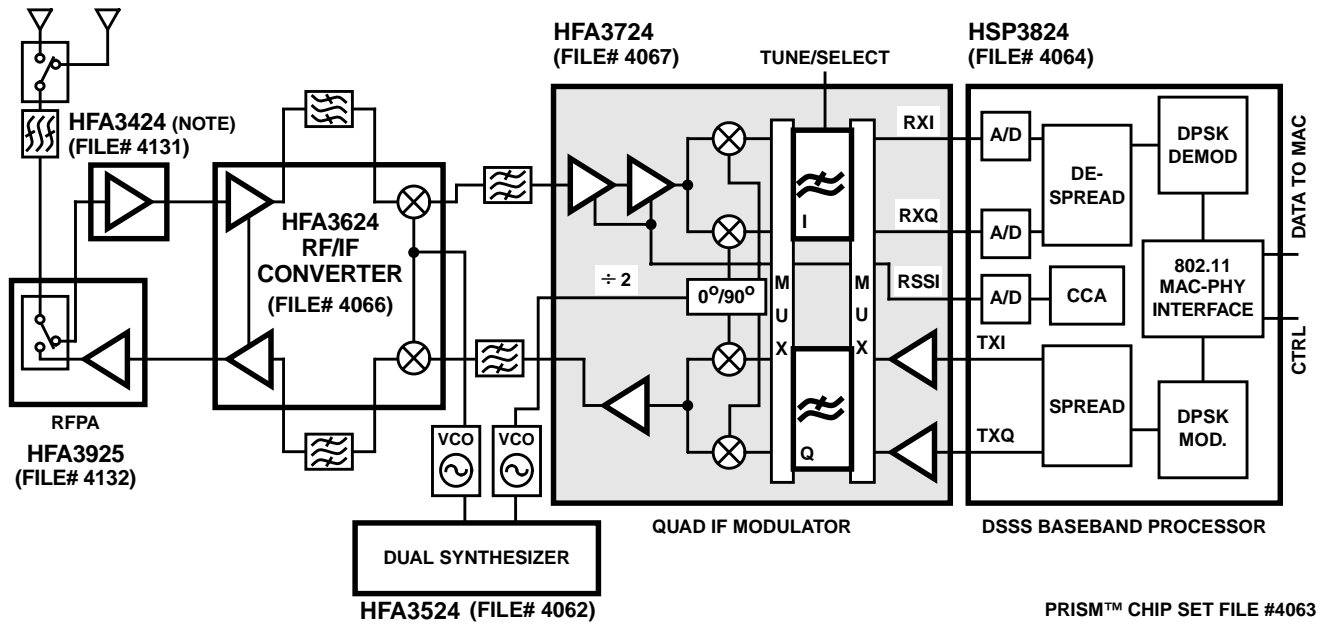 HFA3424 (NOTE)
(FILE# 4131)
HFA3624
RF/IF
CONVERTER
(FILE# 4066)
RFPA
HFA3925
(FILE# 4132)
VCO
VCO
DUAL SYNTHESIZER
HFA3524 (FILE# 4062)
HFA3724
(FILE# 4067)
TUNE/SELECT
I
÷ 2
0°/90°
M
U
X
M
U
X
Q
RXI
RXQ
RSSI
TXI
TXQ
QUAD IF MODULATOR
HSP3824
(FILE# 4064)
A/D
A/D
A/D
DE-
SPREAD
DPSK
DEMOD
CCA
802.11
MAC-PHY
INTERFACE
SPREAD
DPSK
MOD.
DATA TO MAC
CTRL
DSSS BASEBAND PROCESSOR
PRISM™ CHIP SET FILE #4063